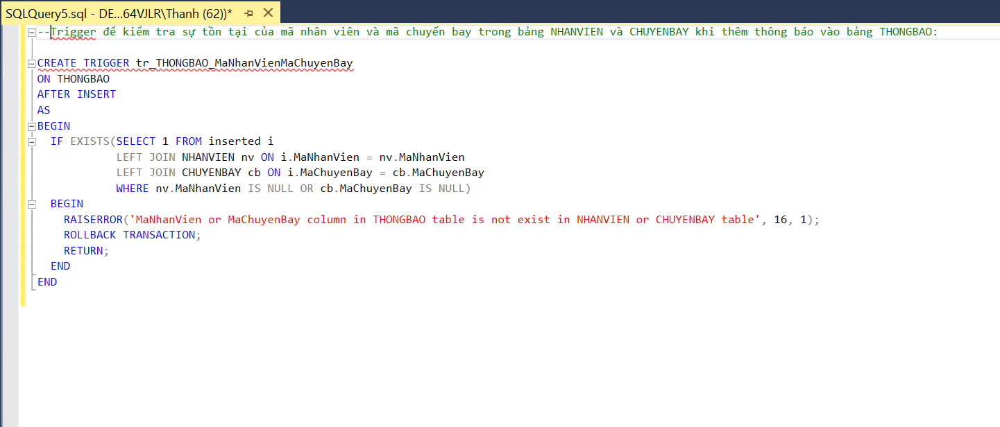 SQLQuery5.sql - DE...64VJLR\Thanh (62))*
--Trigger để kiểm tra sự tồn tại của mã nhân viên và mã chuyến bay trong bảng NHANVIEN và CHUYENBAY khi thêm thông báo vào bảng THONGBAO:
CREATE TRIGGER tr_THONGBAO_MaNhanVienMaChuyenBay
ON THONGBAO
AFTER INSERT
AS
BEGIN
  IF EXISTS(SELECT 1 FROM inserted i
            LEFT JOIN NHANVIEN nv ON i.MaNhanVien = nv.MaNhanVien
            LEFT JOIN CHUYENBAY cb ON i.MaChuyenBay = cb.MaChuyenBay
            WHERE nv.MaNhanVien IS NULL OR cb.MaChuyenBay IS NULL)
  BEGIN
    RAISERROR('MaNhanVien or MaChuyenBay column in THONGBAO table is not exist in NHANVIEN or CHUYENBAY table', 16, 1);
    ROLLBACK TRANSACTION;
    RETURN;
  END
END